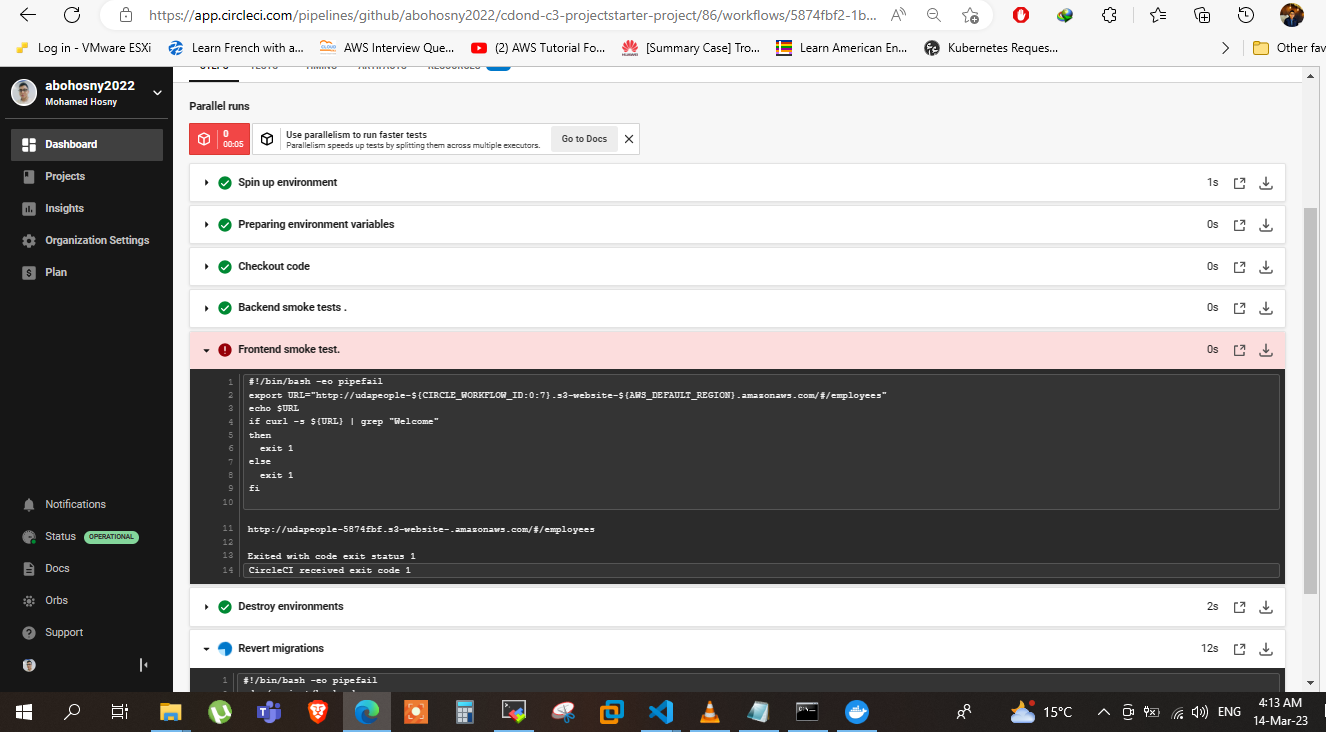 https://app.circleci.com/pipelines/github/abohosny2022/cdond-c3-projectstarter-project/86/workflows/5874fbf2-1b...
Log in - VMware ESXi
Learn French with a...
AWS Interview Que...
(2) AWS Tutorial Fo...
[Summary Case] Tro...
Learn American En...
Kubernetes Reques...
Other fav
abohosny2022
Mohamed Hosny
Dashboard
Projects
Insights
Organization Settings
Plan
Notifications
Status OPERATIONAL
Docs
Orbs
Support
STEPS TESTS TIMING ARTIFACTS RESOURCES
Parallel runs
0
00:05
Use parallelism to run faster tests
Parallelism speeds up tests by splitting them across multiple executors.
Go to Docs
Spin up environment 1s
Preparing environment variables 0s
Checkout code 0s
Backend smoke tests . 0s
Frontend smoke test. 0s
1 #!/bin/bash -eo pipefail
2 export URL="http://udapeople-${CIRCLE_WORKFLOW_ID:0:7}.s3-website-${AWS_DEFAULT_REGION}.amazonaws.com/#/employees"
3 echo $URL
4 if curl -s ${URL} | grep "Welcome"
5 then
6 exit 1
7 else
8 exit 1
9 fi
10
11 http://udapeople-5874fbf.s3-website-.amazonaws.com/#/employees
12
13 Exited with code exit status 1
14 CircleCI received exit code 1
Destroy environments 2s
Revert migrations 12s
1 #!/bin/bash -eo pipefail
15°C
ENG
4:13 AM
14-Mar-23